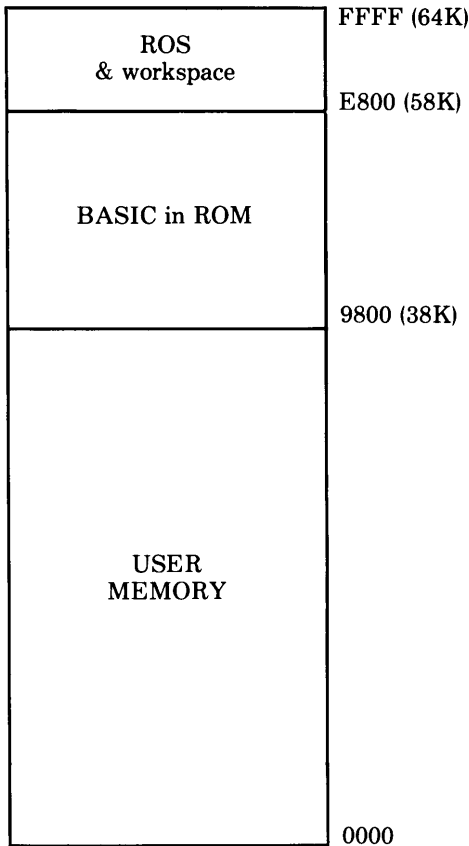 FFFF (64K)
ROS
& workspace
E800 (58K)
BASIC in ROM
9800 (38K)
USER
MEMORY
0000